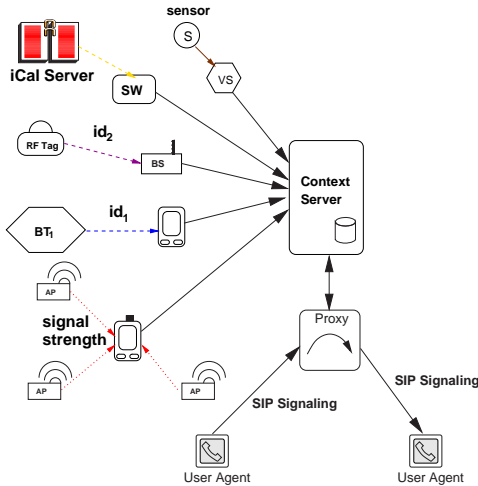 sensor
S
iCal Server
SW
VS
id2
RF Tag
BS
Context
Server
id1
BT1
AP
signal
strength
Proxy
AP
AP
SIP Signaling
SIP Signaling
User Agent
User Agent